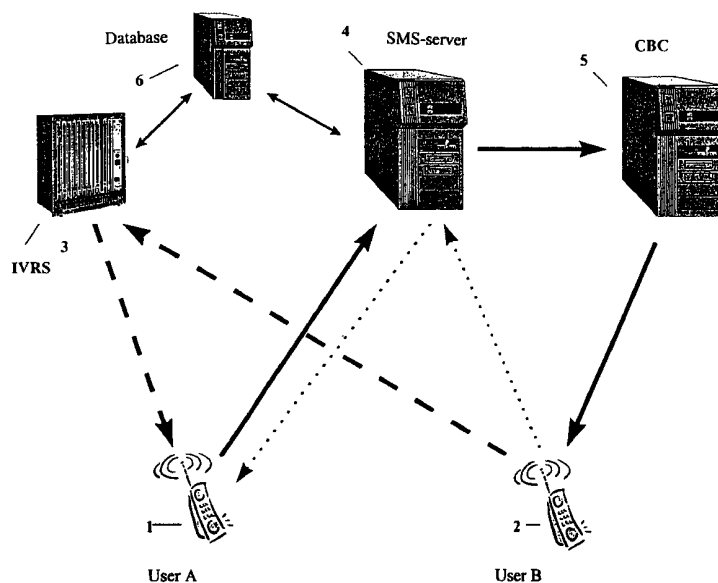 Database
4
SMS-server
5
CBC
6
3
IVRS
1
2
User A
User B